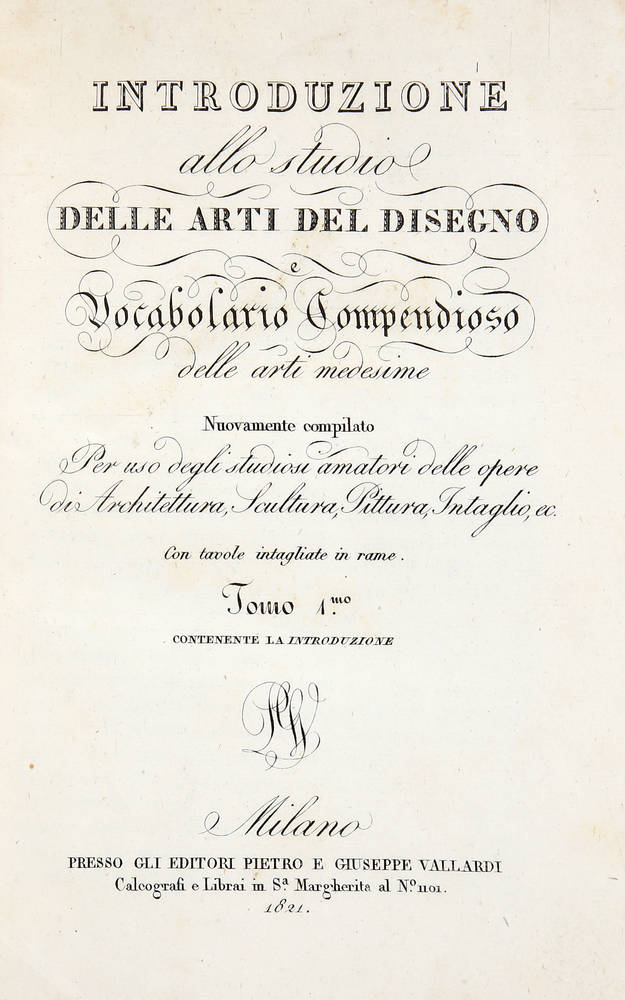 INTRODUZIONE
allo studio
DELLE ARTI DEL DISEGNO
e
Vocabolario Compendioso
delle arti medesime
Nuovamente compilato
Per uso degli studiosi amatori delle opere
di Architettura, Scultura, Pittura, Intaglio, ec.
Con tavole intagliate in rame.
Tomo 1.mo
CONTENENTE LA INTRODUZIONE
Milano
PRESSO GLI EDITORI PIETRO E GIUSEPPE VALLARDI
Calcografi e Librai in S.a Margherita al N.o 1101.
1821.